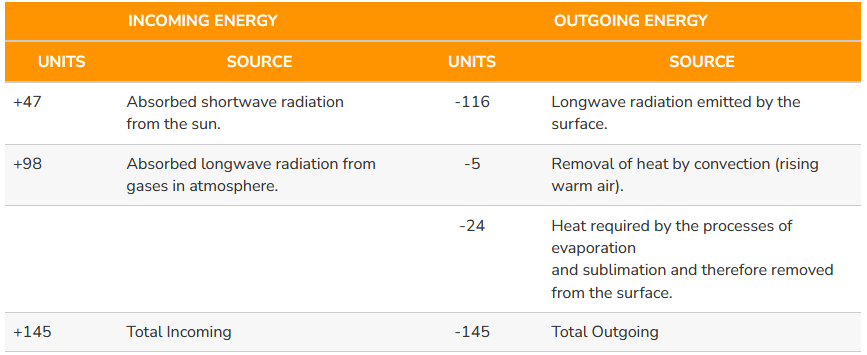 INCOMING ENERGY OUTGOING ENERGY
UNITS SOURCE UNITS SOURCE
+47 Absorbed shortwave radiation -116 Longwave radiation emitted by the
from the sun. surface.
+98 Absorbed longwave radiation from -5 Removal of heat by convection (rising
gases in atmosphere. warm air).
-24 Heat required by the processes of
evaporation
and sublimation and therefore removed
from the surface.
+145 Total Incoming -145 Total Outgoing